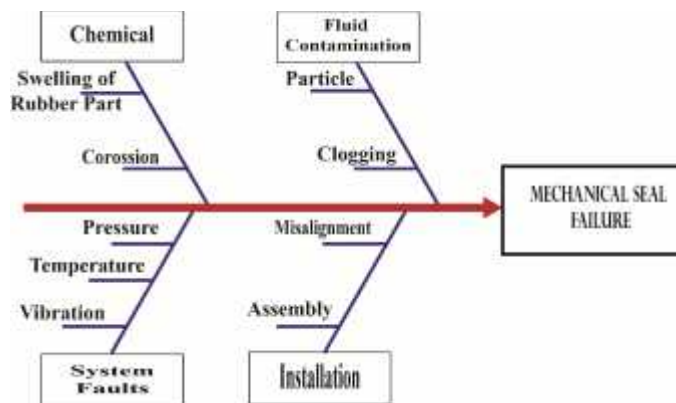 Chemical
Fluid
Contamination
Swelling of
Rubber Part
Particle
Corossion
Clogging
MECHANICAL SEAL
FAILURE
Pressure
Misalignment
Temperature
Vibration
Assembly
System
Faults
Installation